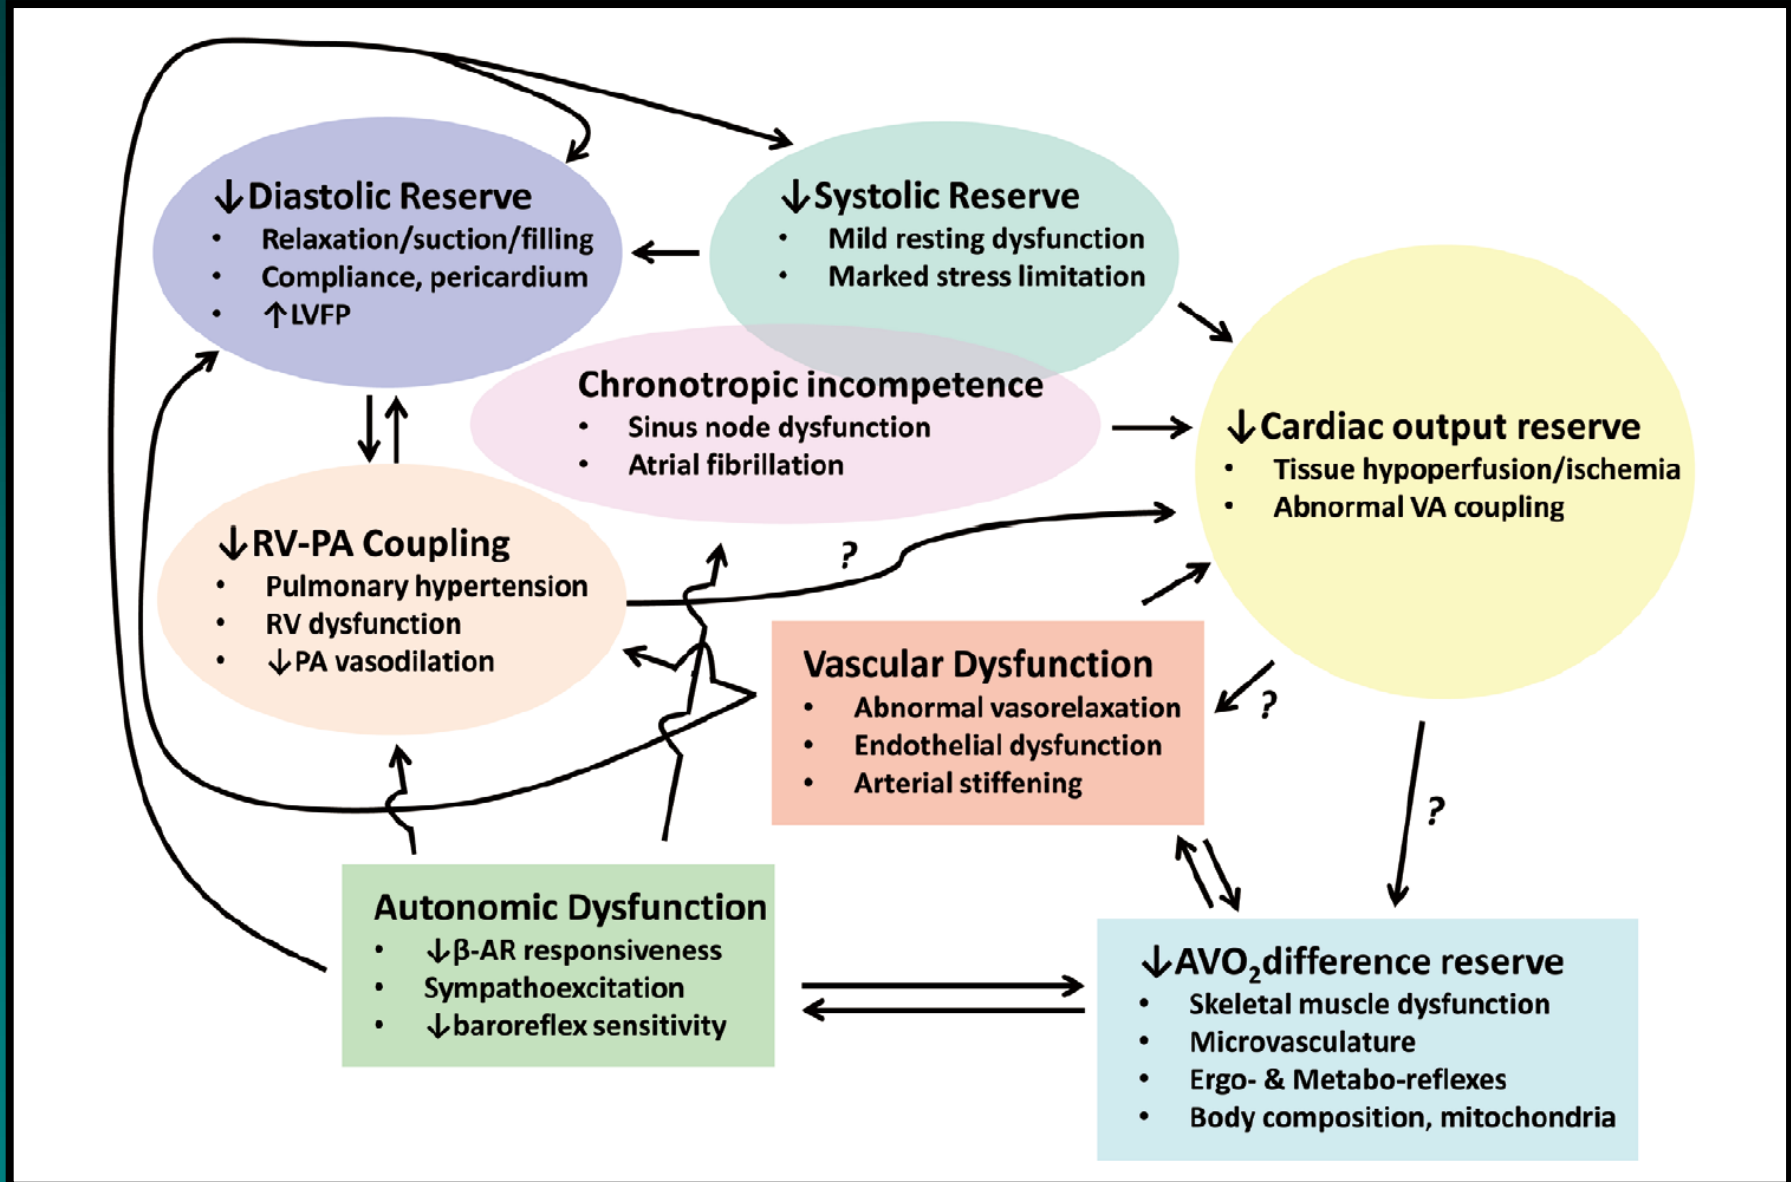 ↓Diastolic Reserve
• Relaxation/suction/filling
• Compliance, pericardium
• ↑LVFP
↓Systolic Reserve
• Mild resting dysfunction
• Marked stress limitation
Chronotropic incompetence
• Sinus node dysfunction
• Atrial fibrillation
↓Cardiac output reserve
• Tissue hypoperfusion/ischemia
• Abnormal VA coupling
↓RV-PA Coupling
• Pulmonary hypertension
• RV dysfunction
• ↓PA vasodilation
?
Vascular Dysfunction
• Abnormal vasorelaxation
• Endothelial dysfunction
• Arterial stiffening
?
?
Autonomic Dysfunction
• ↓β-AR responsiveness
• Sympathoexcitation
• ↓baroreflex sensitivity
↓AVO₂difference reserve
• Skeletal muscle dysfunction
• Microvasculature
• Ergo- & Metabo-reflexes
• Body composition, mitochondria